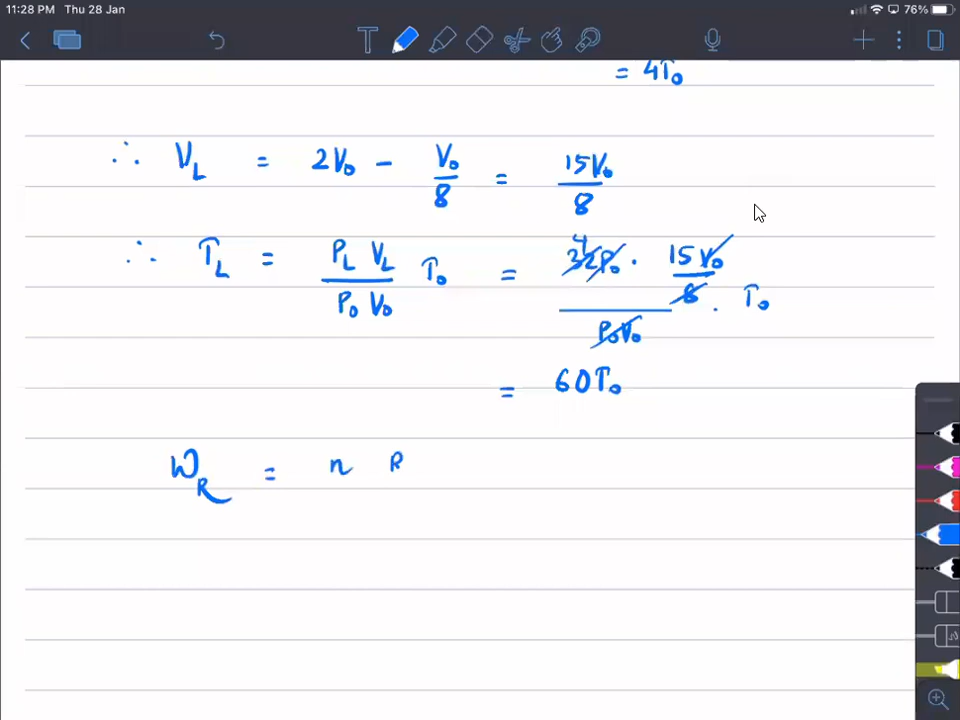 11:28 PM Thu 28 Jan 76%
T
= 4T₀
∴ V_L = 2V₀ − V₀/8 = 15V₀/8
∴ T_L = P_L V_L / P₀ V₀ T₀ = 32P₀ · 15V₀/8 / P₀V₀ · T₀
4
= 60T₀
W_R = n R